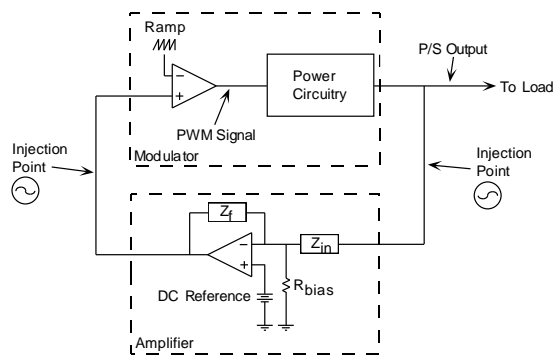 Ramp
−
+
PWM Signal
Power
Circuitry
Modulator
P/S Output
To Load
Injection
Point
Injection
Point
Zf
−
+
Zin
Rbias
DC Reference
Amplifier